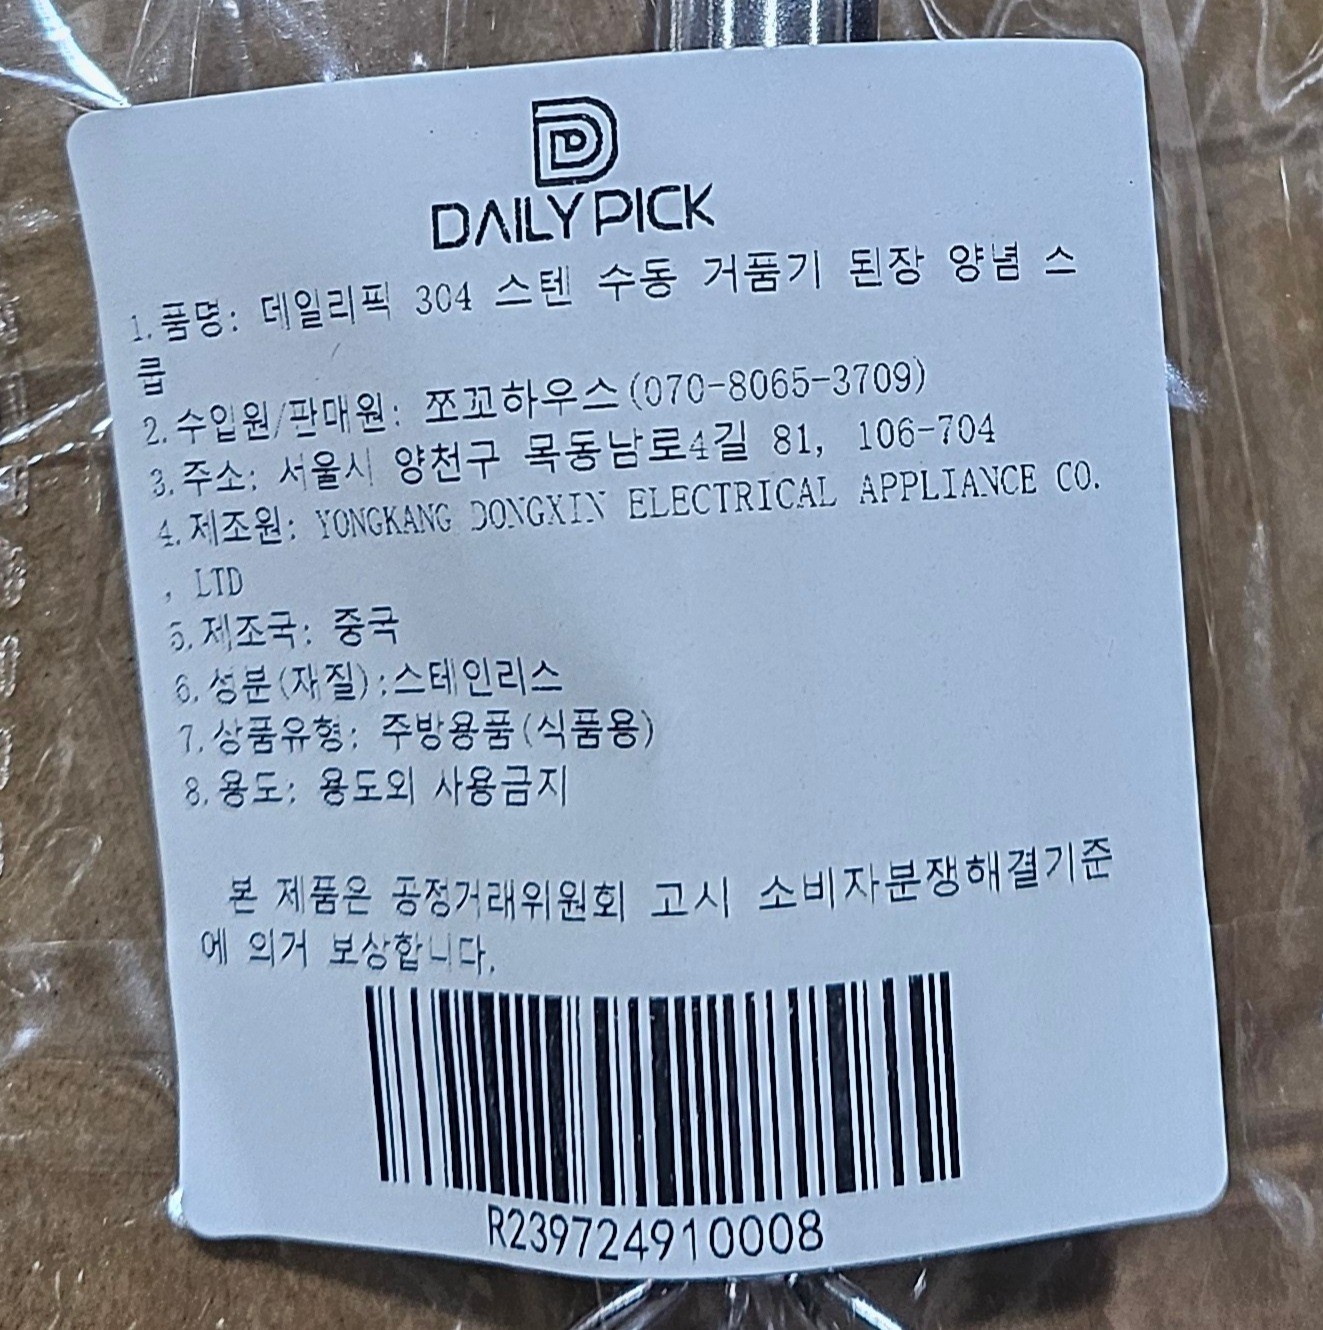 DAILY PICK
1.품명: 데일리픽 304 스텐 수동 거품기 된장 양념 스
쿱
2.수입원/판매원: 쪼꼬하우스(070-8065-3709)
3.주소: 서울시 양천구 목동남로4길 81, 106-704
4.제조원: YONGKANG DONGXIN ELECTRICAL APPLIANCE CO.
, LTD
5.제조국: 중국
6.성분(재질):스테인리스
7.상품유형: 주방용품(식품용)
8.용도: 용도외 사용금지
본 제품은 공정거래위원회 고시 소비자분쟁해결기준
에 의거 보상합니다.
R239724910008